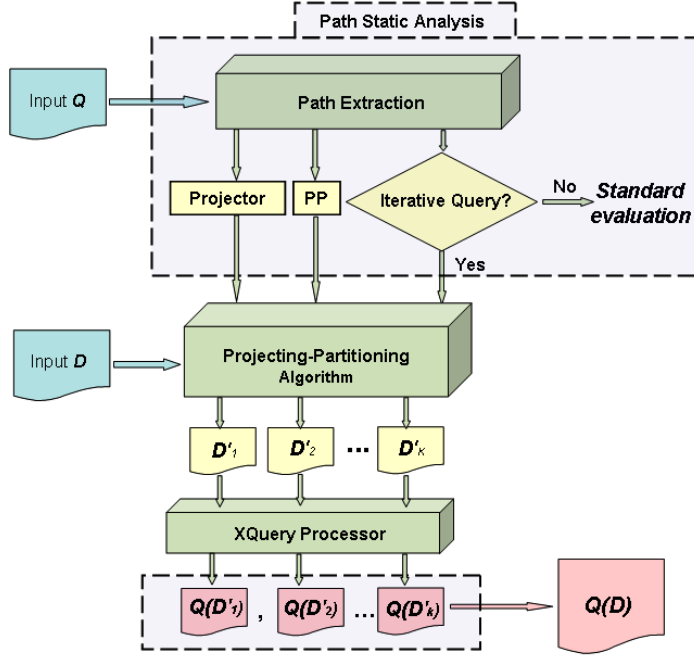 Path Static Analysis
Input Q
Path Extraction
Projector
PP
Iterative Query?
No
Standard
evaluation
Yes
Input D
Projecting-Partitioning
Algorithm
D'1
D'2
...
D'K
XQuery Processor
Q(D'1)
,
Q(D'2)
...
Q(D'k)
Q(D)